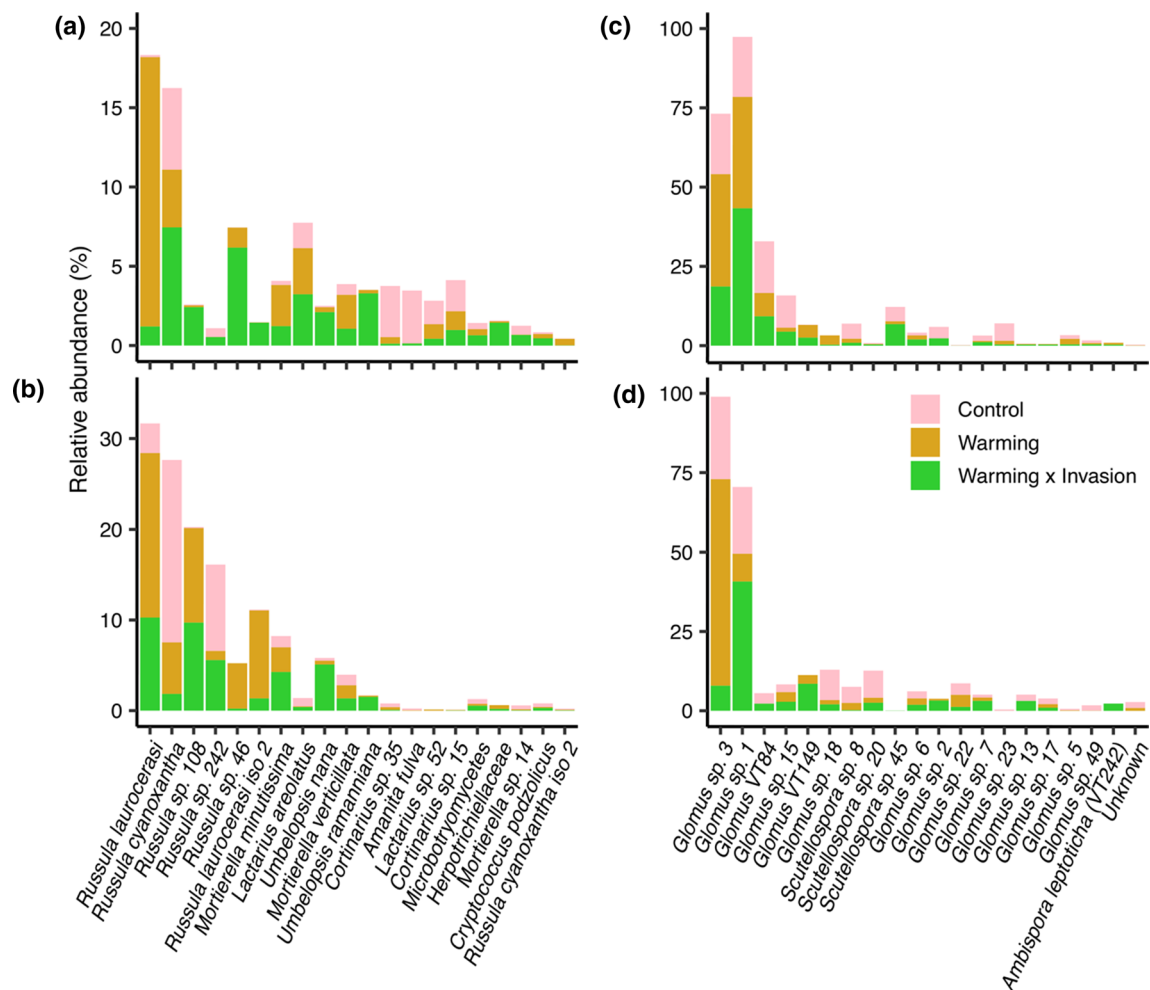 (a)
20
15
10
5
0
(c)
100
75
50
25
0
Relative abundance (%)
(b)
30
20
10
0
(d)
100
75
50
25
0
Control
Warming
Warming x Invasion
Russula laurocerasi
Russula cyanoxantha
Russula sp. 108
Russula sp. 242
Russula sp. 46
Russula laurocerasi iso 2
Mortierella minutissima
Lactarius areolatus
Umbelopsis nana
Mortierella verticillata
Umbelopsis ramanniana
Cortinarius sp. 35
Amanita fulva
Lactarius sp. 52
Cortinarius sp. 15
Microbotryomycetes
Herpotrichiellaceae
Mortierella sp. 14
Cryptococcus podzolicus
Russula cyanoxantha iso 2
Glomus sp. 3
Glomus sp. 1
Glomus VT84
Glomus sp. 15
Glomus VT149
Glomus sp. 18
Scutellospora sp. 8
Scutellospora sp. 20
Scutellospora sp. 45
Glomus sp. 6
Glomus sp. 2
Glomus sp. 22
Glomus sp. 7
Glomus sp. 23
Glomus sp. 13
Glomus sp. 17
Glomus sp. 5
Glomus sp. 49
Ambispora leptoticha (VT242)
Unknown